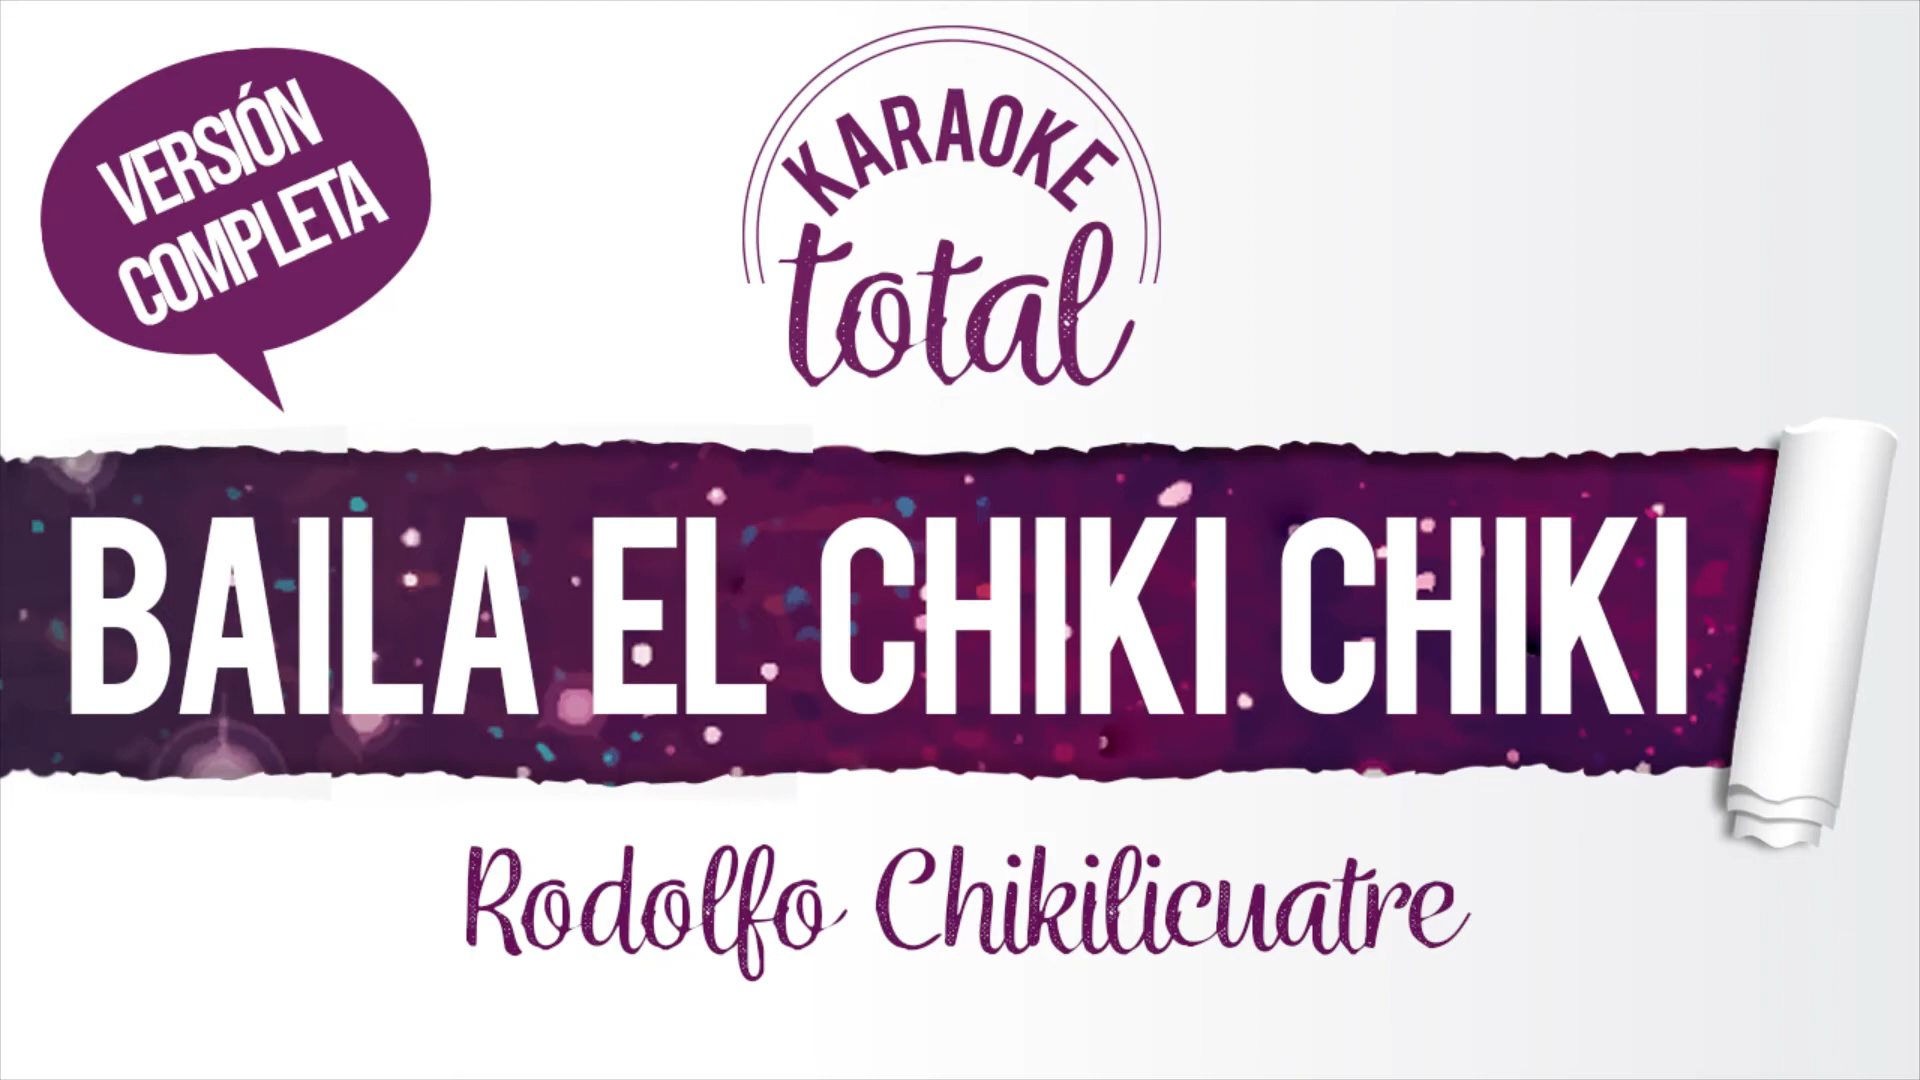 VERSIÓN
COMPLETA
KARAOKE
total
BAILA EL CHIKI CHIKI
Rodolfo Chikilicuatre